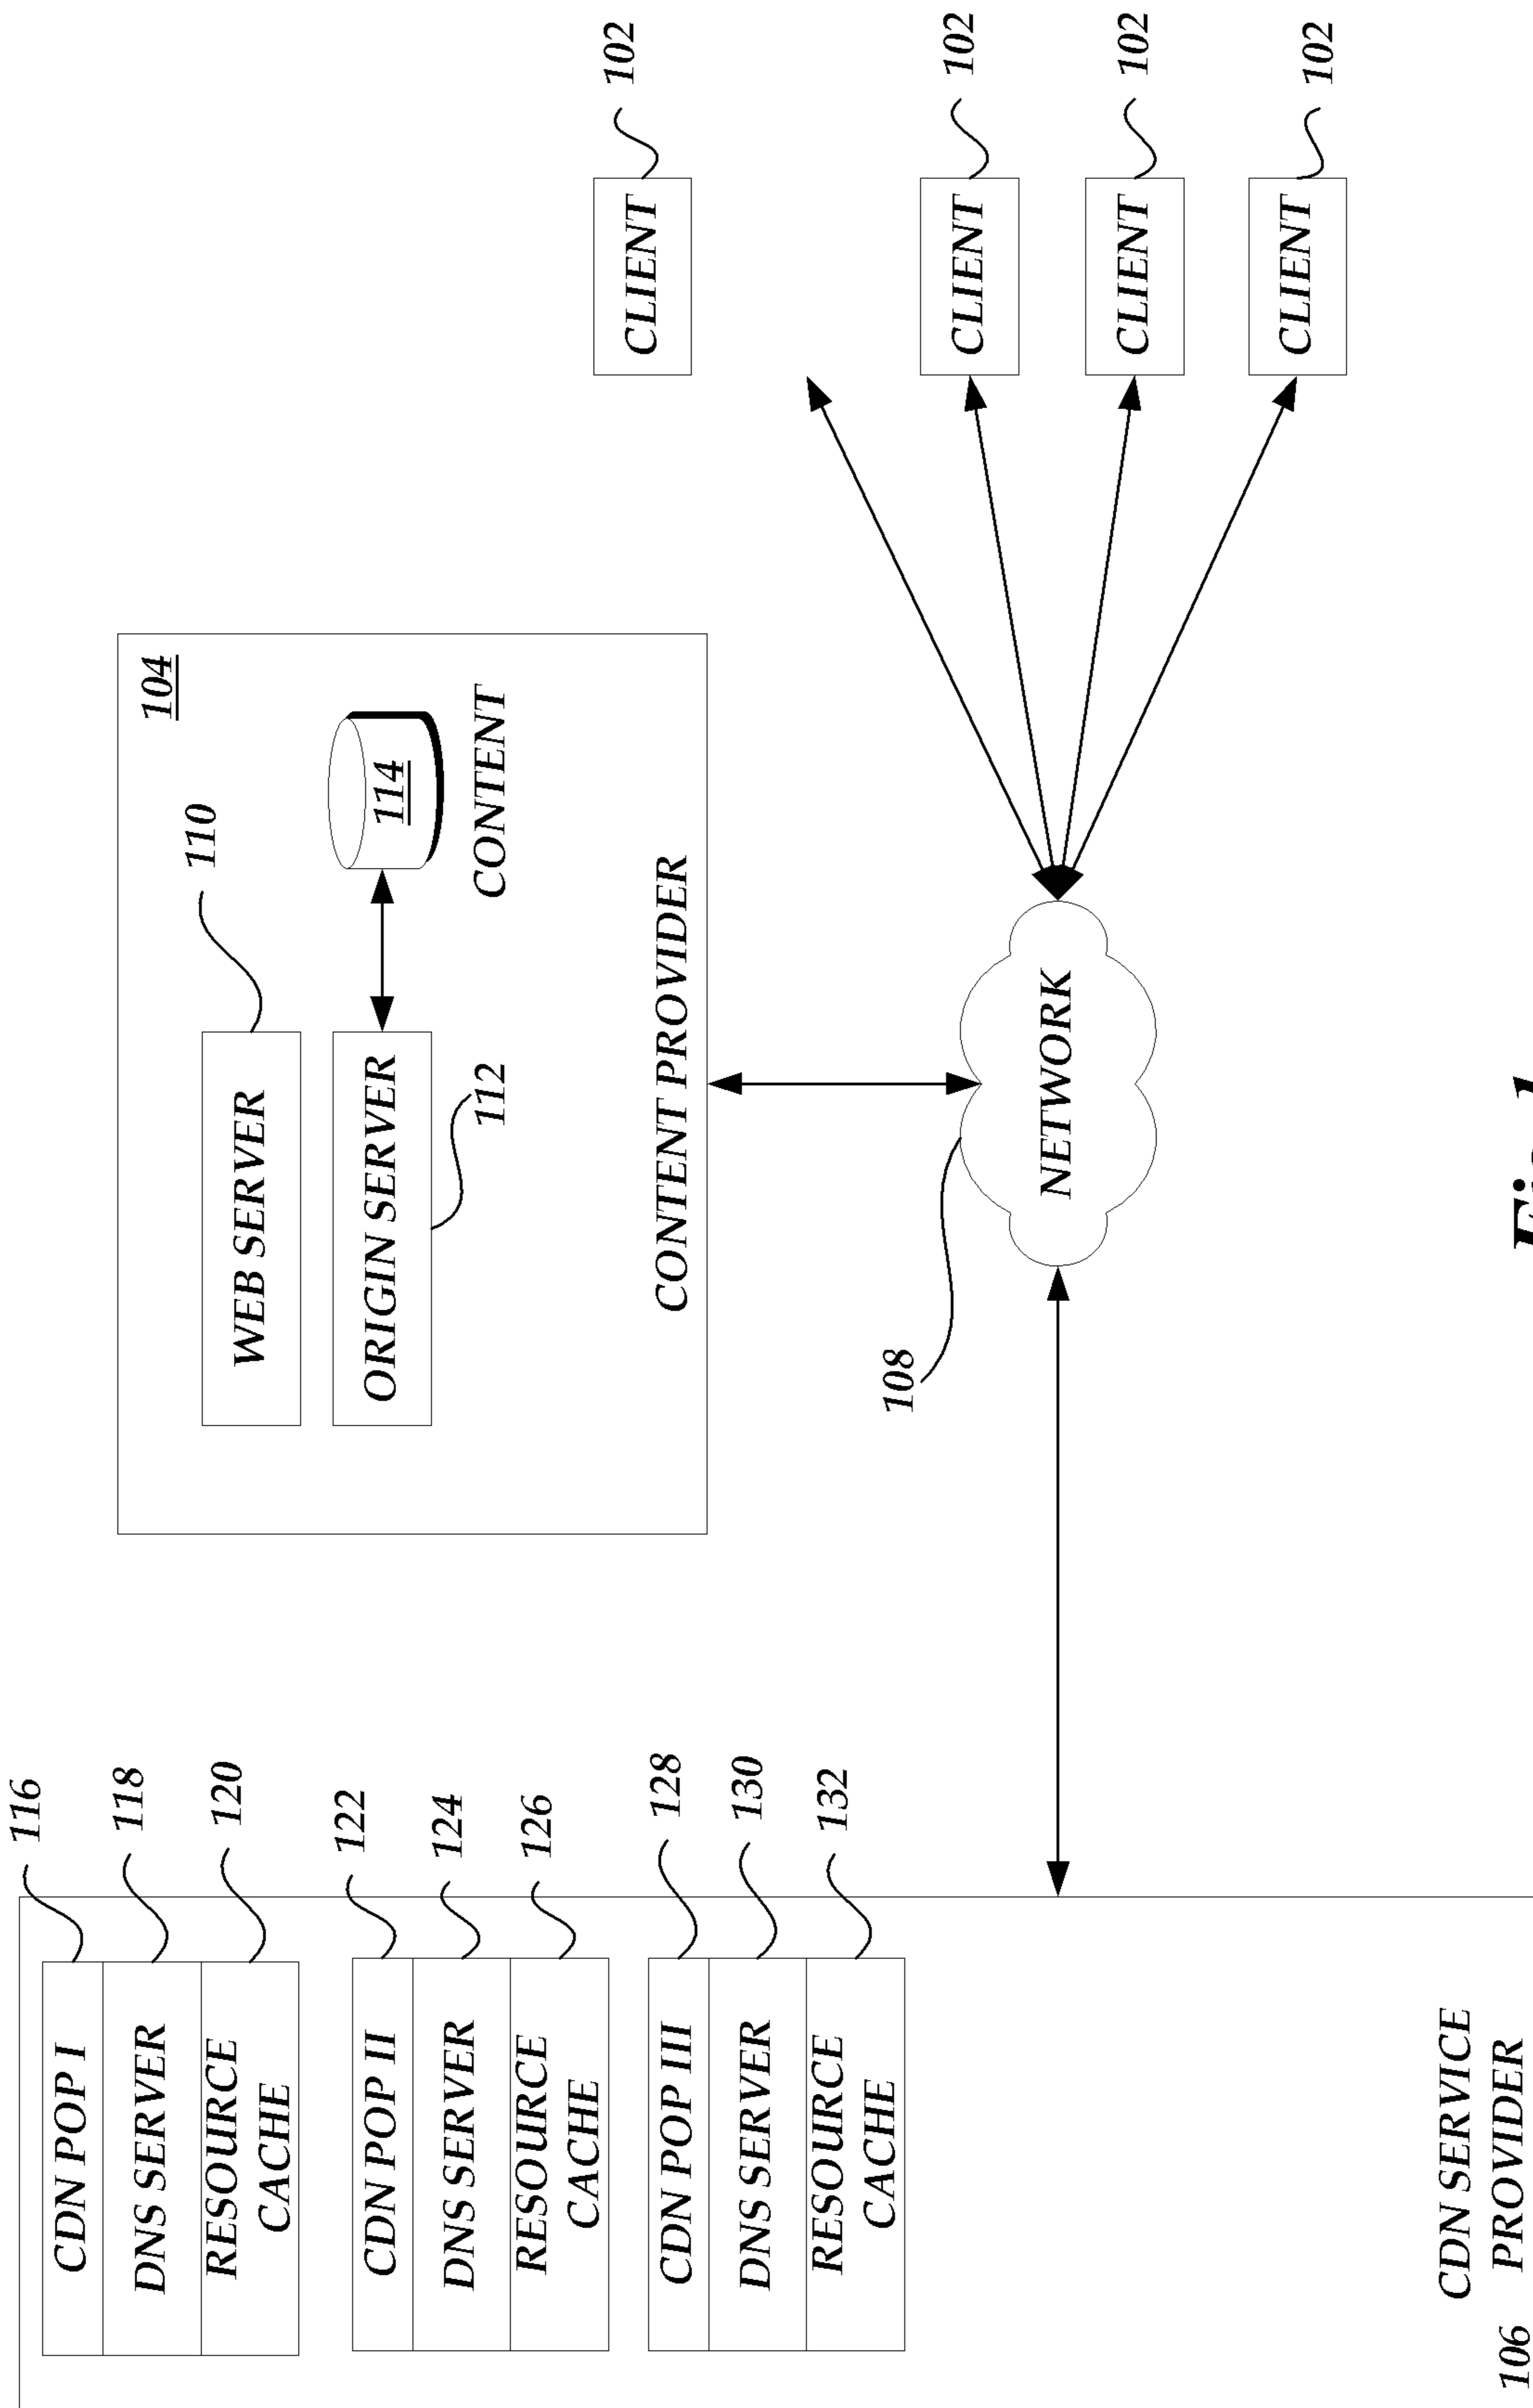 116
CDN POP I
118
DNS SERVER
120
RESOURCE
CACHE
122
CDN POP II
124
DNS SERVER
126
RESOURCE
CACHE
128
CDN POP III
130
DNS SERVER
132
RESOURCE
CACHE
CDN SERVICE
PROVIDER
106
104
110
WEB SERVER
ORIGIN SERVER
112
114
CONTENT
CONTENT PROVIDER
108
NETWORK
CLIENT
102
CLIENT
102
CLIENT
102
CLIENT
102
Fig. 1